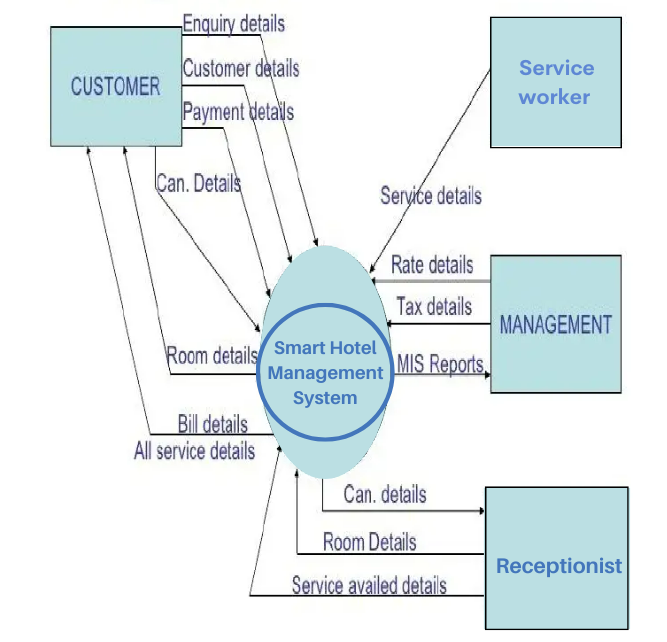 Enquiry details
Customer details
CUSTOMER
Payment details
Service
worker
Can. Details
Service details
Rate details
Tax details
MANAGEMENT
Room details
Smart Hotel
Management
System
MIS Reports
Bill details
All service details
Can. details
Room Details
Receptionist
Service availed details